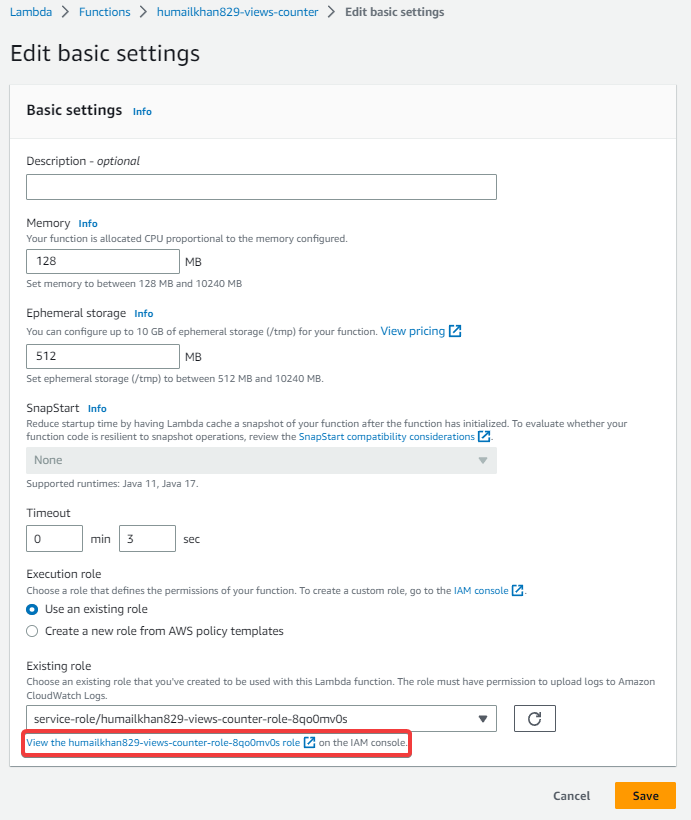 Lambda > Functions > humailkhan829-views-counter > Edit basic settings
Edit basic settings
Basic settings Info
Description - optional
Memory Info
Your function is allocated CPU proportional to the memory configured.
128 MB
Set memory to between 128 MB and 10240 MB
Ephemeral storage Info
You can configure up to 10 GB of ephemeral storage (/tmp) for your function. View pricing
512 MB
Set ephemeral storage (/tmp) to between 512 MB and 10240 MB.
SnapStart Info
Reduce startup time by having Lambda cache a snapshot of your function after the function has initialized. To evaluate whether your
function code is resilient to snapshot operations, review the SnapStart compatibility considerations .
None
Supported runtimes: Java 11, Java 17.
Timeout
0 min 3 sec
Execution role
Choose a role that defines the permissions of your function. To create a custom role, go to the IAM console .
Use an existing role
Create a new role from AWS policy templates
Existing role
Choose an existing role that you've created to be used with this Lambda function. The role must have permission to upload logs to Amazon
CloudWatch Logs.
service-role/humailkhan829-views-counter-role-8qo0mv0s
View the humailkhan829-views-counter-role-8qo0mv0s role on the IAM console.
Cancel Save